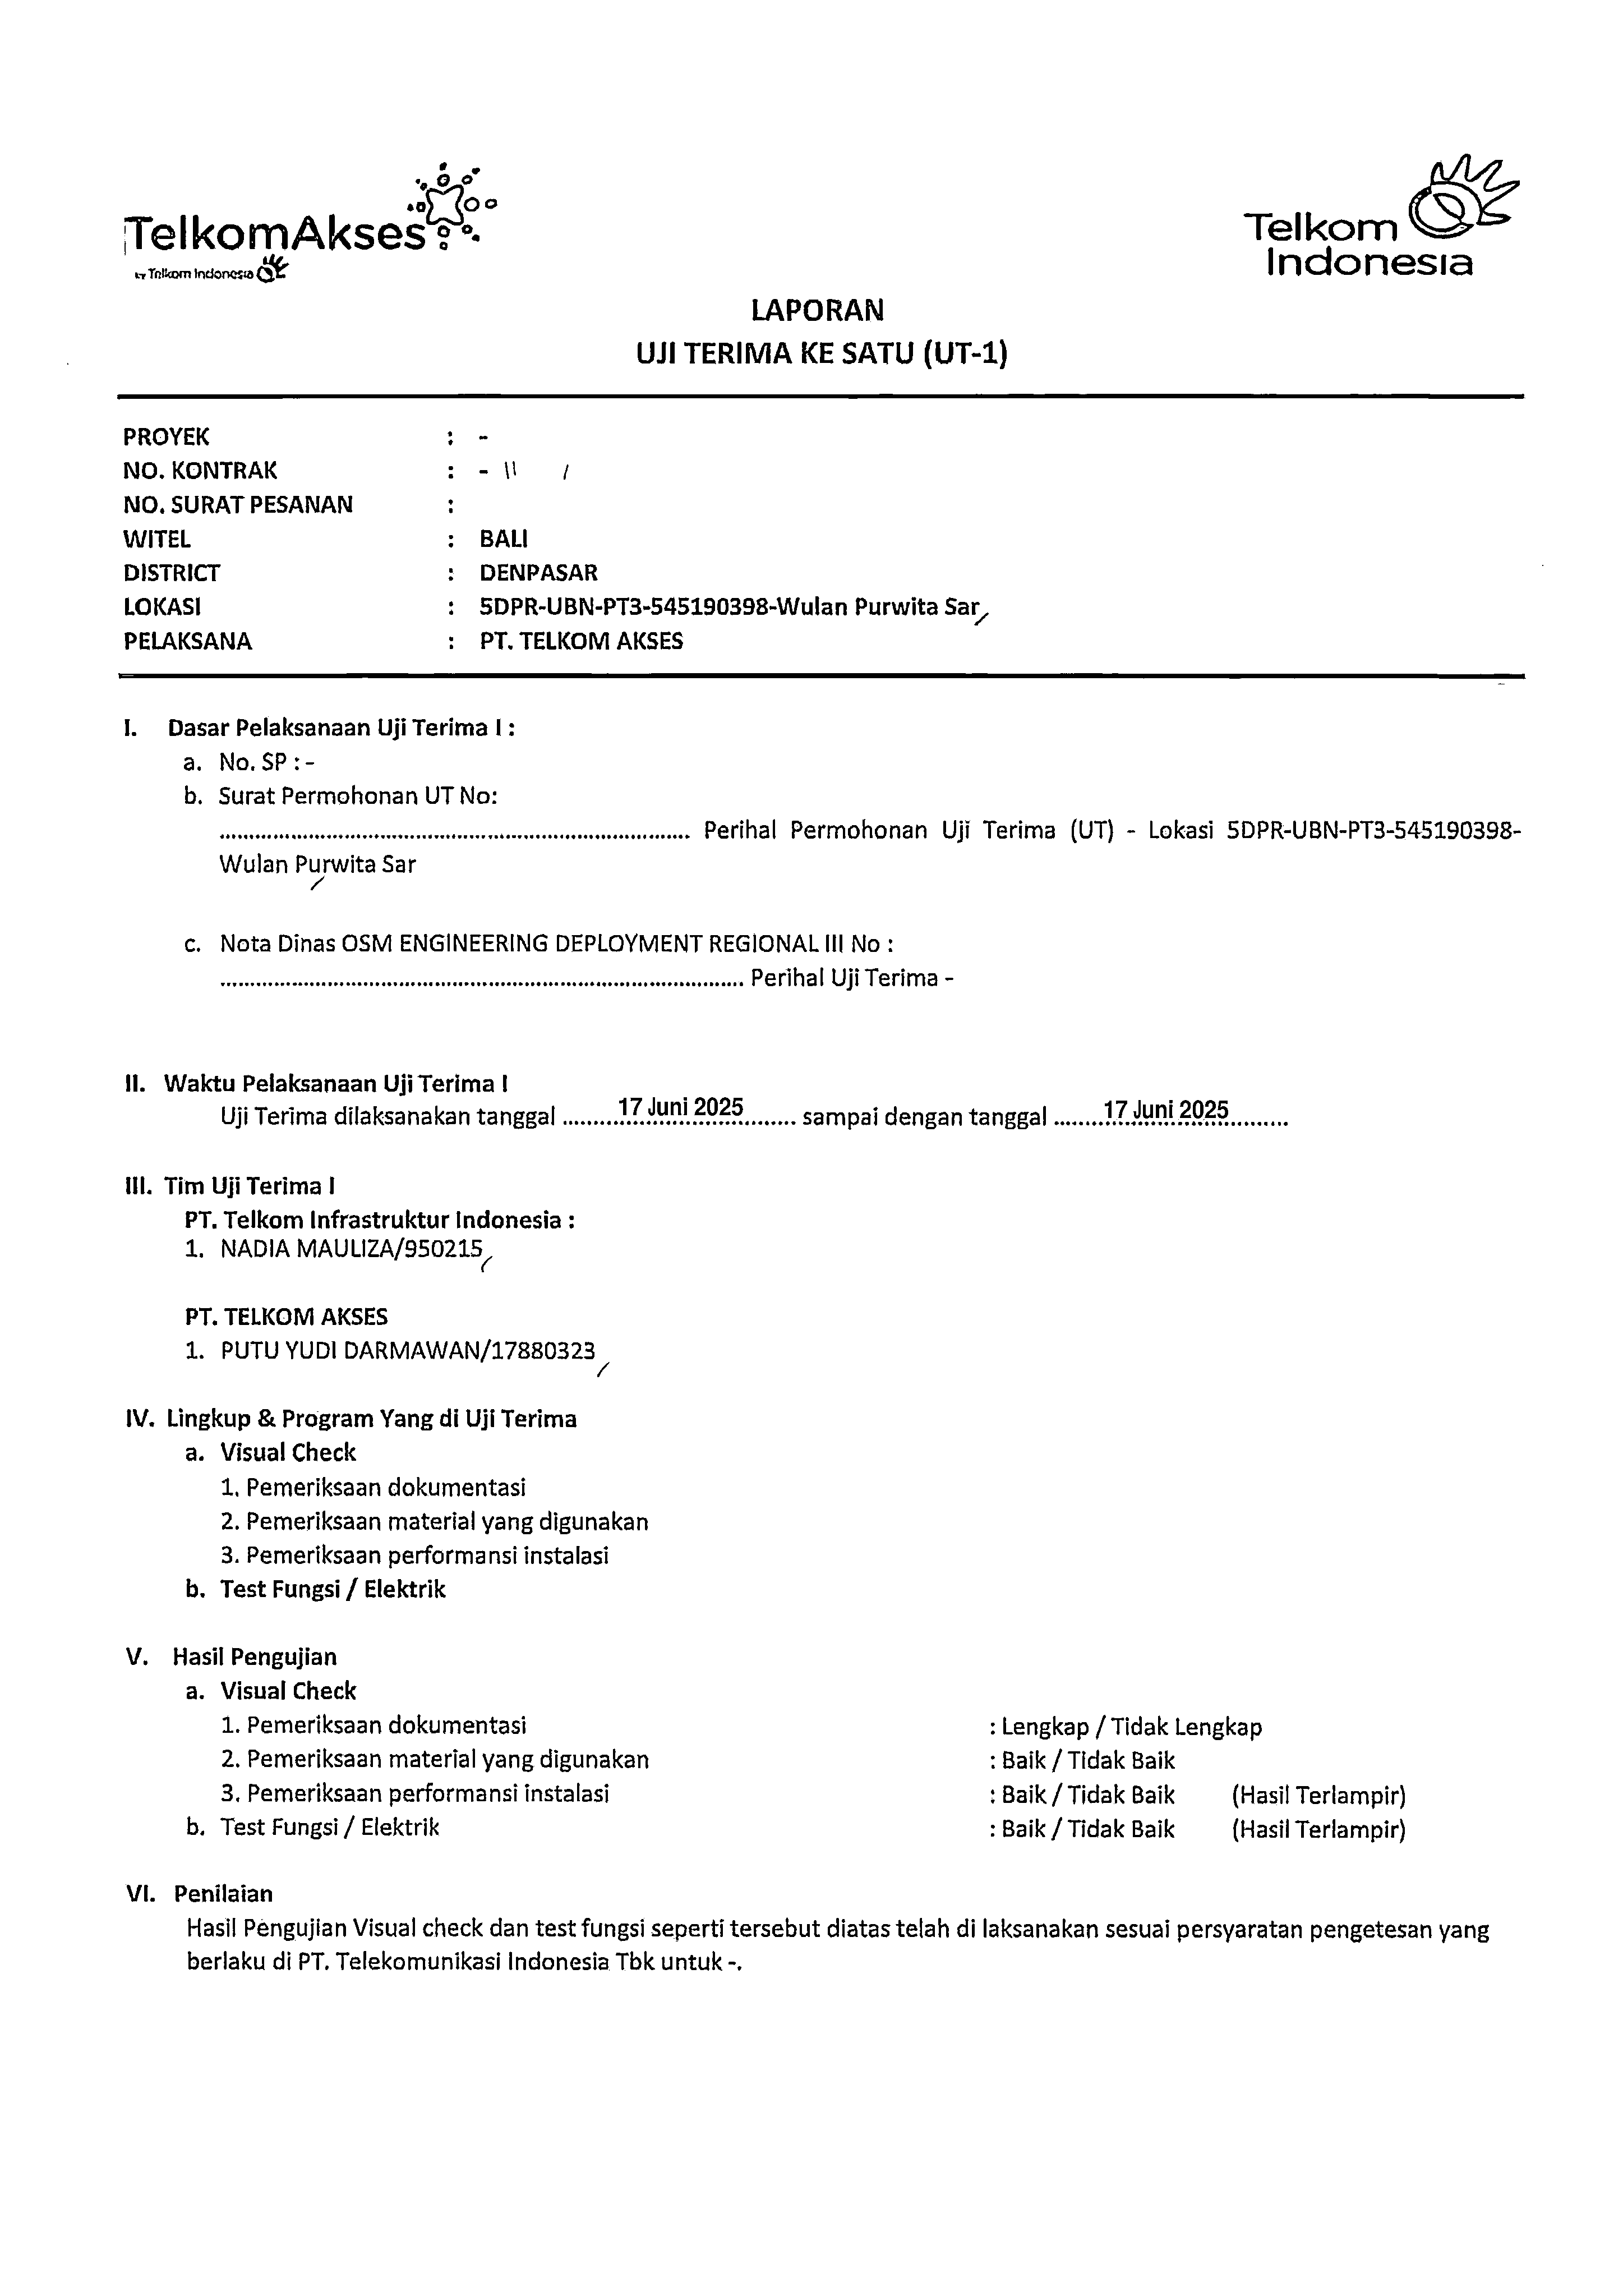 TelkomAkses
by Telkom Indonesia
Telkom
Indonesia
LAPORAN
UJI TERIMA KE SATU (UT-1)
PROYEK : -
NO. KONTRAK : -
NO. SURAT PESANAN :
WITEL : BALI
DISTRICT : DENPASAR
LOKASI : 5DPR-UBN-PT3-545190398-Wulan Purwita Sar
PELAKSANA : PT. TELKOM AKSES
I. Dasar Pelaksanaan Uji Terima I :
a. No. SP : -
b. Surat Permohonan UT No:
............................................................................... Perihal Permohonan Uji Terima (UT) - Lokasi 5DPR-UBN-PT3-545190398-
Wulan Purwita Sar
c. Nota Dinas OSM ENGINEERING DEPLOYMENT REGIONAL III No :
........................................................................................ Perihal Uji Terima -
II. Waktu Pelaksanaan Uji Terima I
Uji Terima dilaksanakan tanggal ......... 17 Juni 2025 ......... sampai dengan tanggal ........ 17 Juni 2025 ..........
III. Tim Uji Terima I
PT. Telkom Infrastruktur Indonesia :
1. NADIA MAULIZA/950215
PT. TELKOM AKSES
1. PUTU YUDI DARMAWAN/17880323
IV. Lingkup & Program Yang di Uji Terima
a. Visual Check
1. Pemeriksaan dokumentasi
2. Pemeriksaan material yang digunakan
3. Pemeriksaan performansi instalasi
b. Test Fungsi / Elektrik
V. Hasil Pengujian
a. Visual Check
1. Pemeriksaan dokumentasi : Lengkap / Tidak Lengkap
2. Pemeriksaan material yang digunakan : Baik / Tidak Baik
3. Pemeriksaan performansi instalasi : Baik / Tidak Baik (Hasil Terlampir)
b. Test Fungsi / Elektrik : Baik / Tidak Baik (Hasil Terlampir)
VI. Penilaian
Hasil Pengujian Visual check dan test fungsi seperti tersebut diatas telah di laksanakan sesuai persyaratan pengetesan yang
berlaku di PT. Telekomunikasi Indonesia Tbk untuk -.